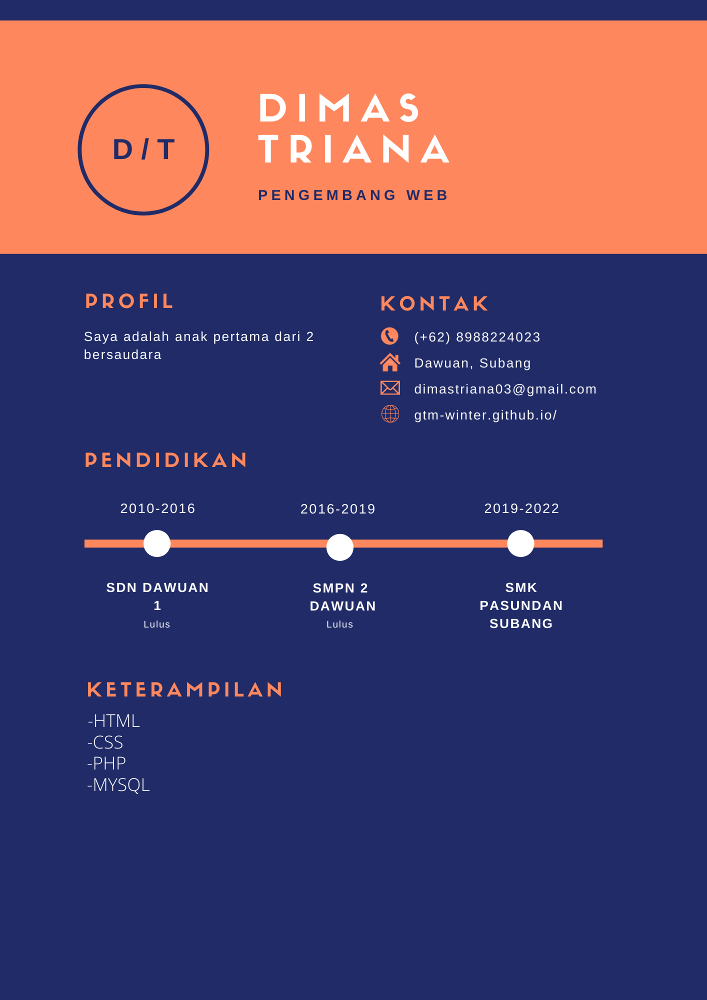 D / T
DIMAS
TRIANA
PENGEMBANG WEB
PROFIL
Saya adalah anak pertama dari 2
bersaudara
KONTAK
(+62) 8988224023
Dawuan, Subang
dimastriana03@gmail.com
gtm-winter.github.io/
PENDIDIKAN
2010-2016
2016-2019
2019-2022
SDN DAWUAN
1
Lulus
SMPN 2
DAWUAN
Lulus
SMK
PASUNDAN
SUBANG
KETERAMPILAN
-HTML
-CSS
-PHP
-MYSQL